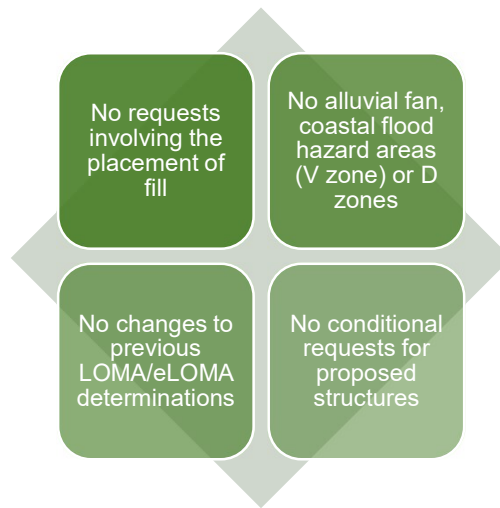 No requests
involving the
placement of
fill
No alluvial fan,
coastal flood
hazard areas
(V zone) or D
zones
No changes to
previous
LOMA/eLOMA
determinations
No conditional
requests for
proposed
structures